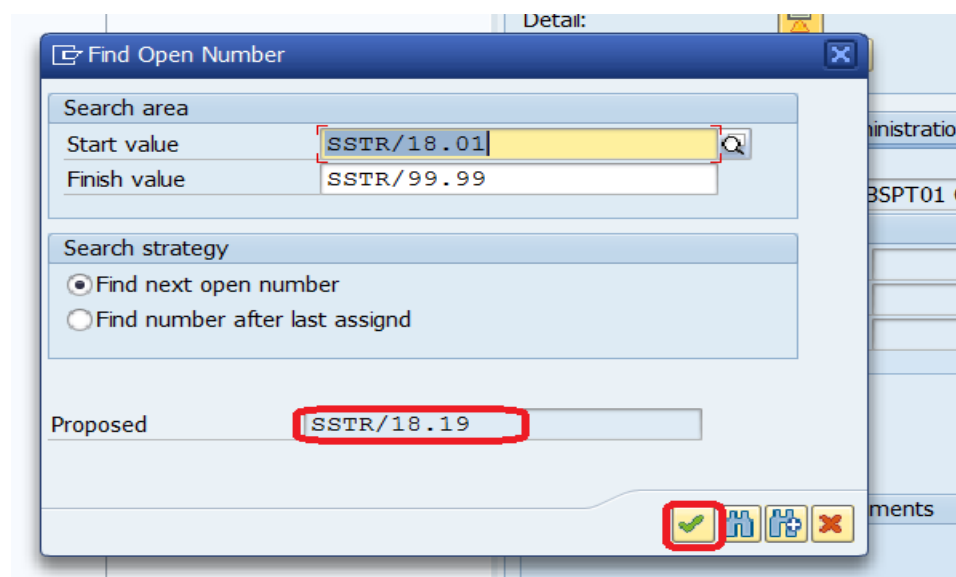 Detail:
Find Open Number
Search area
Start value SSTR/18.01
Finish value SSTR/99.99
Search strategy
Find next open number
Find number after last assignd
Proposed SSTR/18.19
ministratio
BSPT01
ments